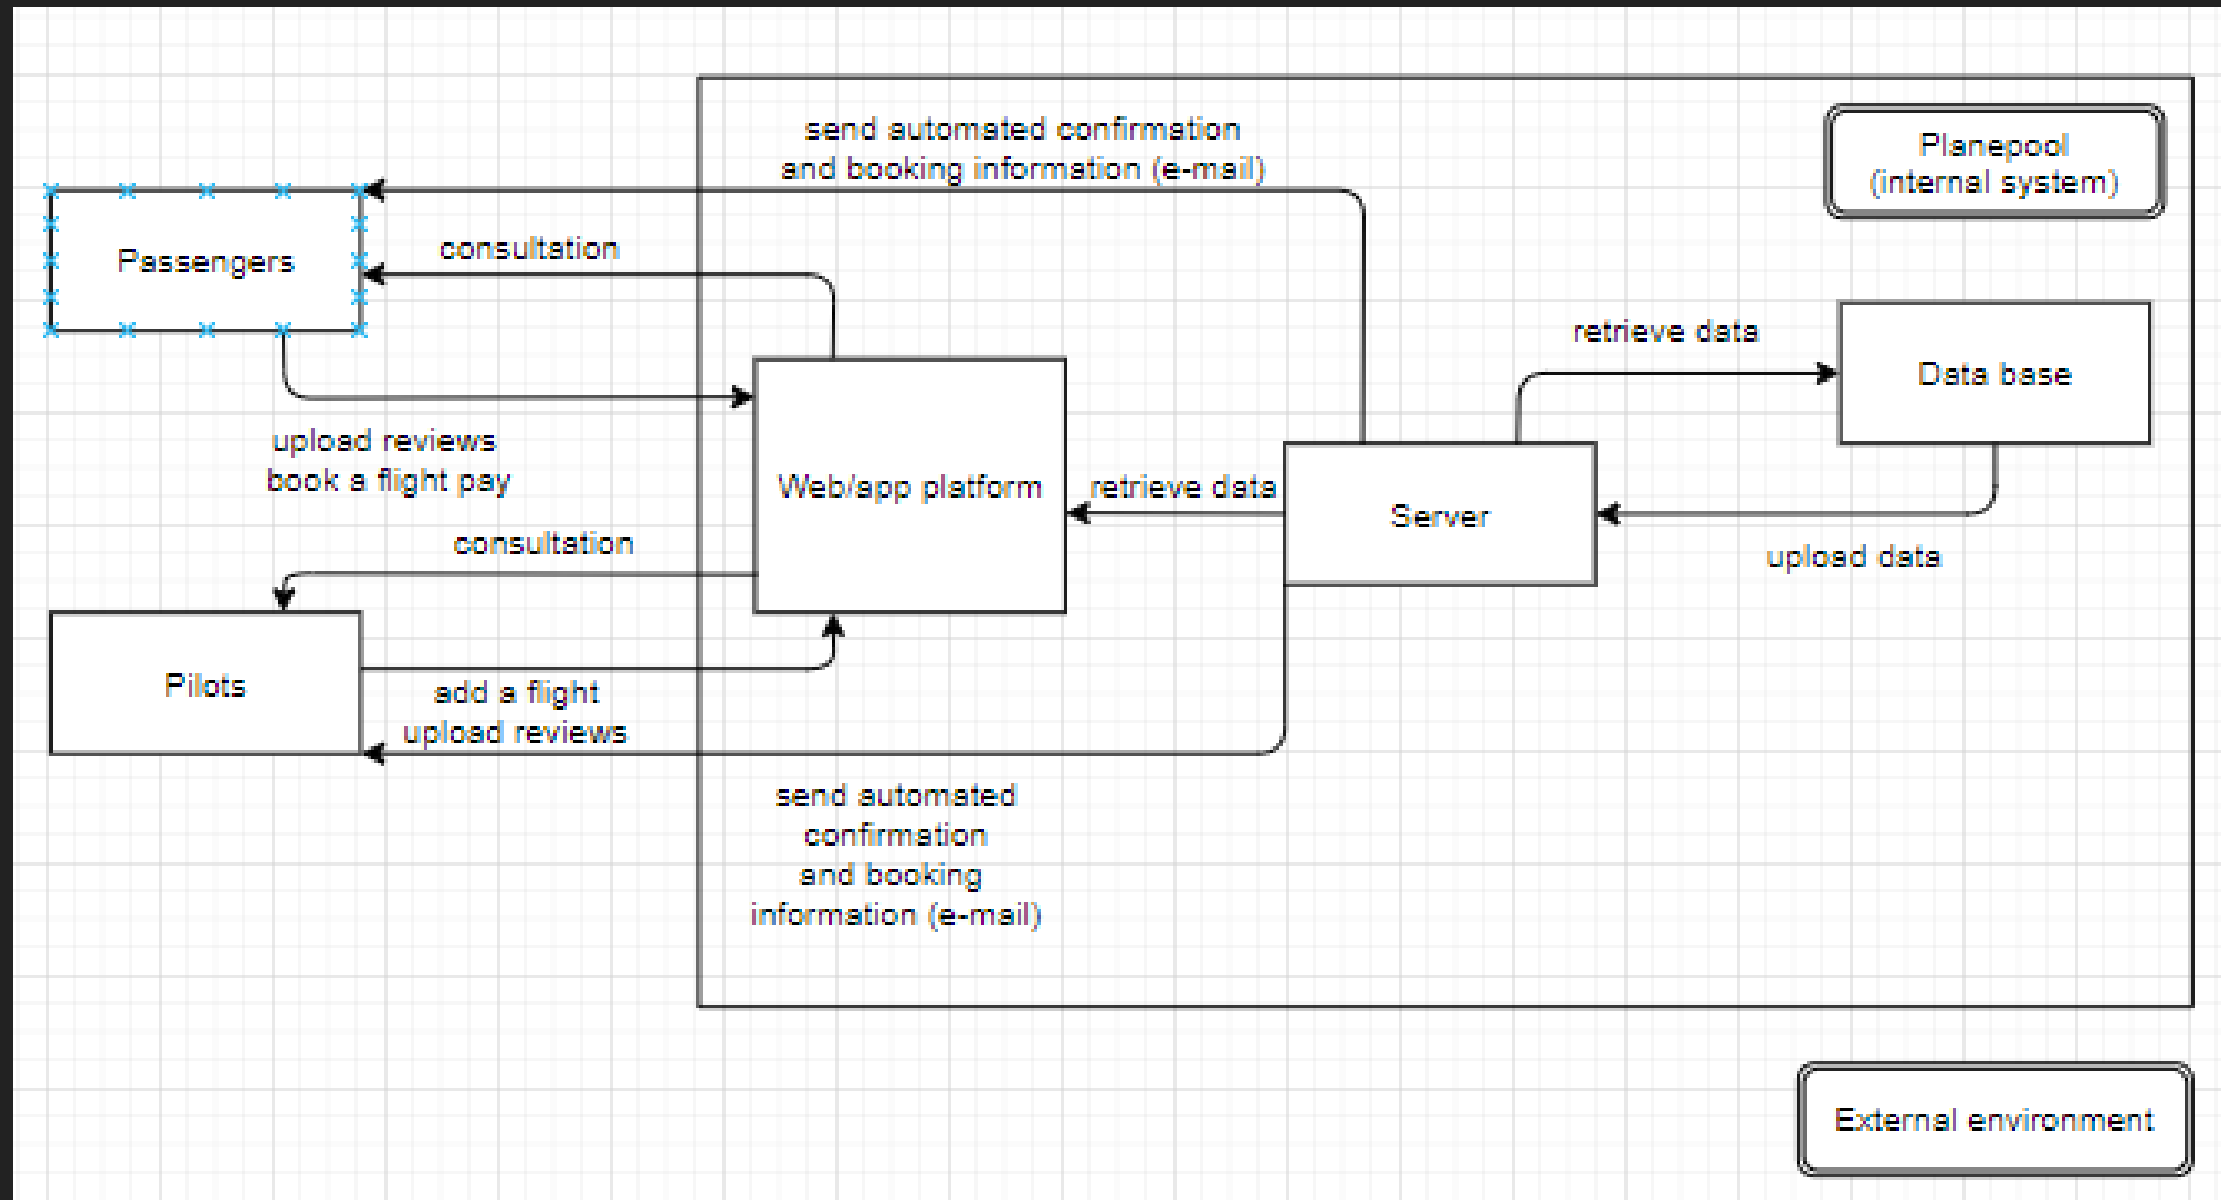 send automated confirmation
and booking information (e-mail)
Planepool
(internal system)
Passengers
consultation
retrieve data
Data base
upload reviews
book a flight pay
Web/app platform
retrieve data
Server
consultation
upload data
Pilots
add a flight
upload reviews
send automated
confirmation
and booking
information (e-mail)
External environment